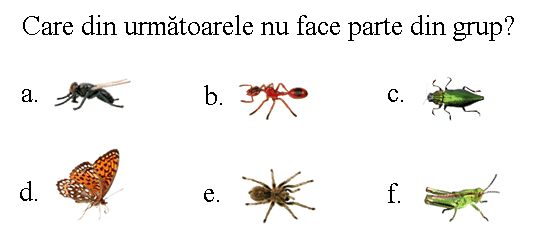 Care din următoarele nu face parte din grup?
a. b. c.
d. e. f.